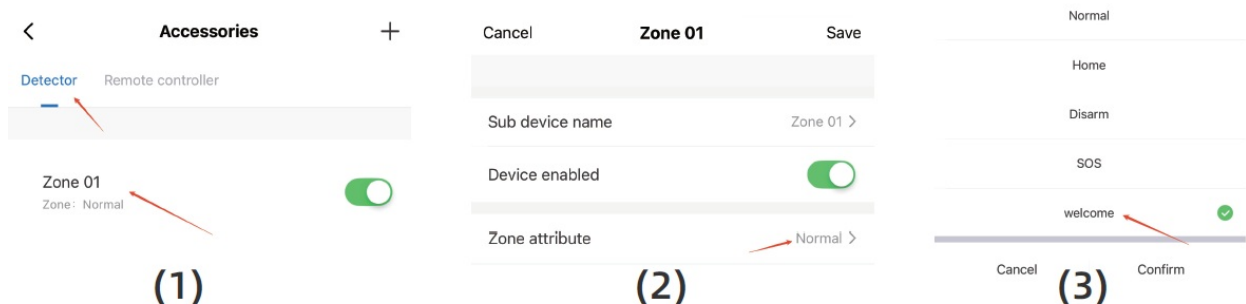 Accessories
Detector Remote controller
Zone 01
Zone: Normal
(1)
Cancel Zone 01 Save
Sub device name Zone 01
Device enabled
Zone attribute Normal
(2)
Normal
Home
Disarm
SOS
welcome
Cancel Confirm
(3)